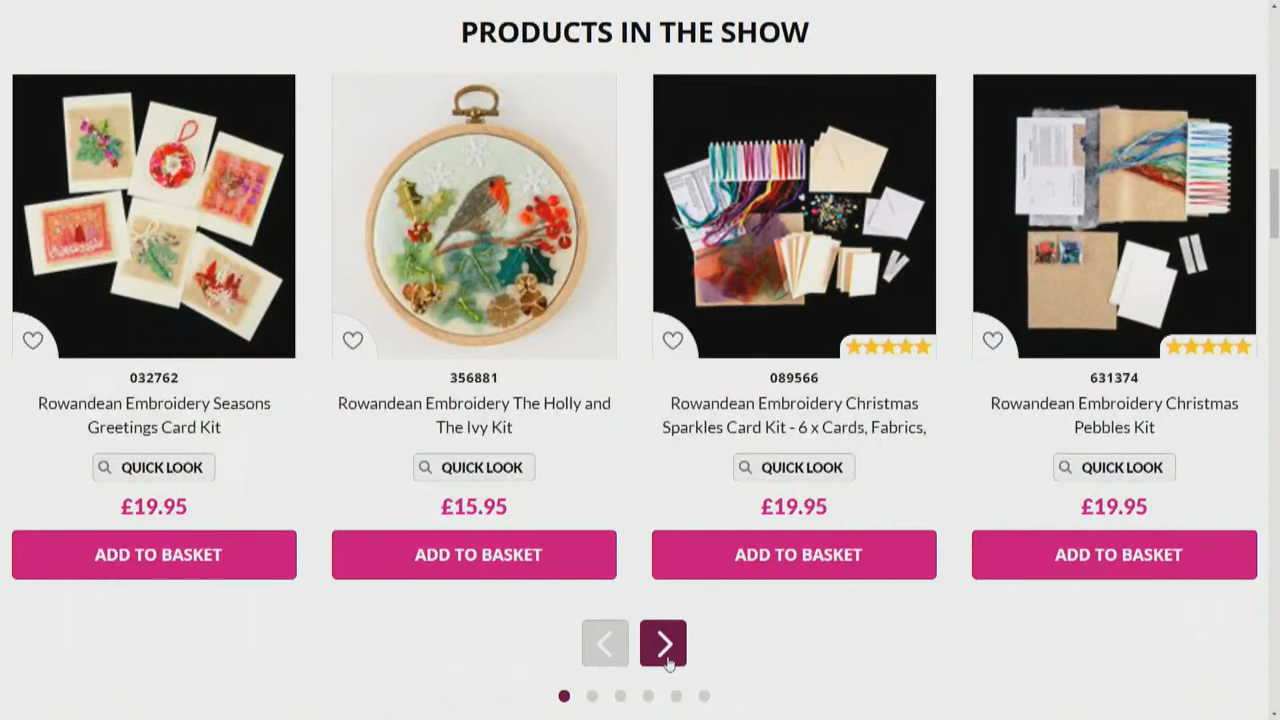 PRODUCTS IN THE SHOW
032762
Rowandean Embroidery Seasons
Greetings Card Kit
QUICK LOOK
£19.95
ADD TO BASKET
356881
Rowandean Embroidery The Holly and
The Ivy Kit
QUICK LOOK
£15.95
ADD TO BASKET
089566
Rowandean Embroidery Christmas
Sparkles Card Kit - 6 x Cards, Fabrics,
QUICK LOOK
£19.95
ADD TO BASKET
631374
Rowandean Embroidery Christmas
Pebbles Kit
QUICK LOOK
£19.95
ADD TO BASKET